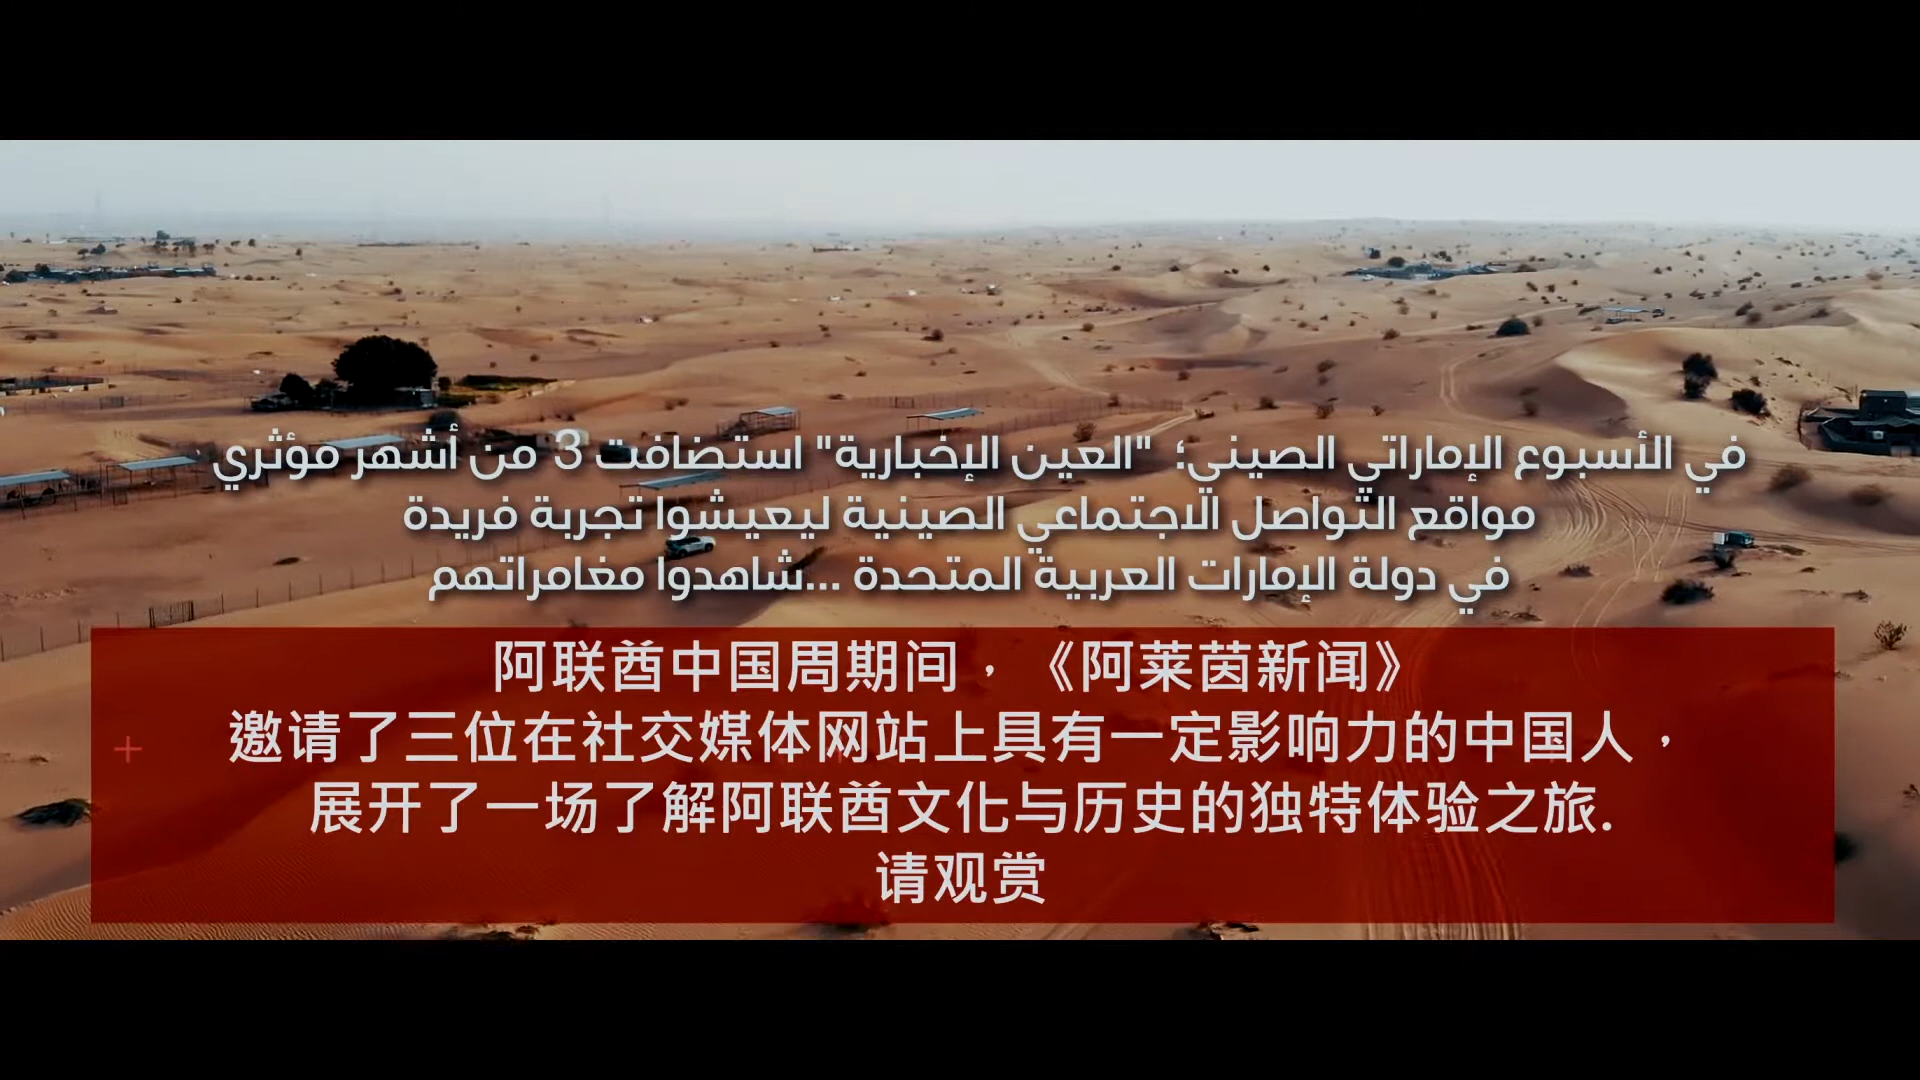 في الأسبوع الإماراتي الصيني؛ "العين الإخبارية" استضافت 3 من أشهر مؤثري
مواقع التواصل الاجتماعي الصينية ليعيشوا تجربة فريدة
في دولة الإمارات العربية المتحدة ...شاهدوا مغامراتهم
阿联酋中国周期间，《阿莱茵新闻》
邀请了三位在社交媒体网站上具有一定影响力的中国人，
展开了一场了解阿联酋文化与历史的独特体验之旅.
请观赏